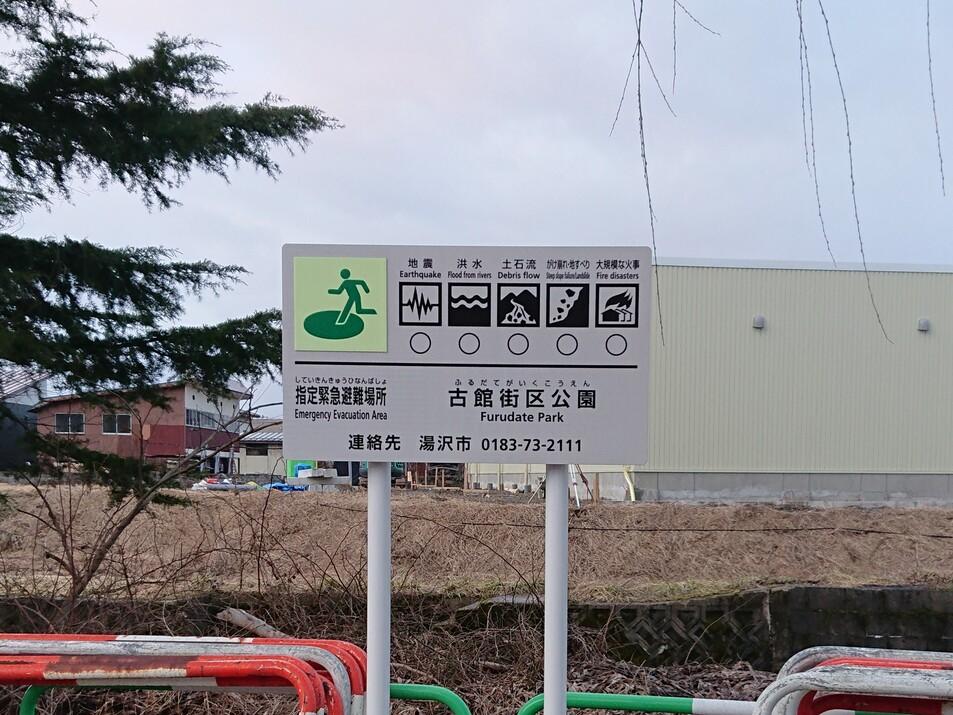 地震 洪水 土石流 がけ崩れ・地すべり 大規模な火事
Earthquake Flood from rivers Debris flow Steep slope failure/Landslide Fire disasters
○ ○ ○ ○ ○
していきんきゅうひなんばしょ
指定緊急避難場所
Emergency Evacuation Area
ふるだてがいくこうえん
古館街区公園
Furudate Park
連絡先 湯沢市 0183-73-2111